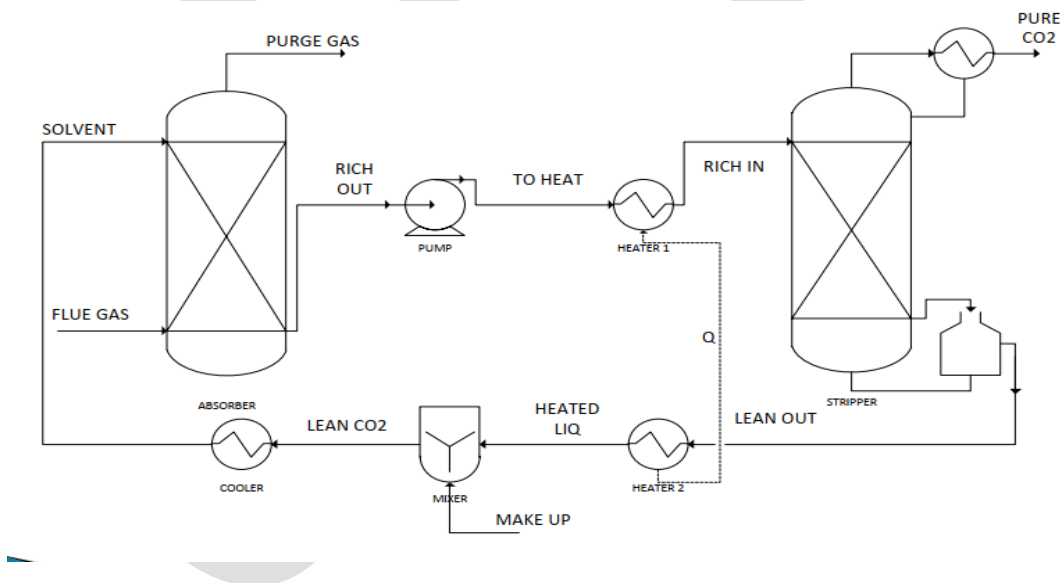 PURGE GAS
PURE
CO2
SOLVENT
RICH
OUT
TO HEAT
RICH IN
PUMP
HEATER 1
FLUE GAS
Q
ABSORBER
STRIPPER
LEAN CO2
HEATED
LIQ
LEAN OUT
COOLER
MIXER
HEATER 2
MAKE UP